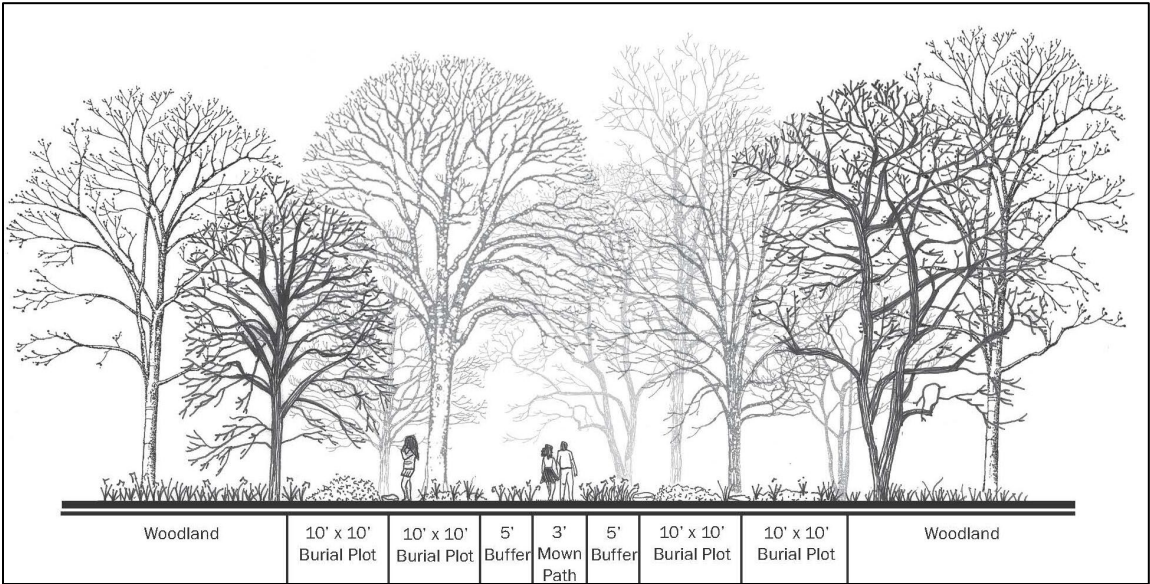 Woodland
10’ x 10’
Burial Plot
10’ x 10’
Burial Plot
5’
Buffer
3’
Mown
Path
5’
Buffer
10’ x 10’
Burial Plot
10’ x 10’
Burial Plot
Woodland